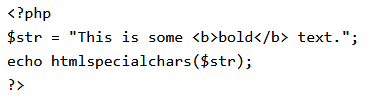 <?php
$str = "This is some <b>bold</b> text.";
echo htmlspecialchars($str);
?>